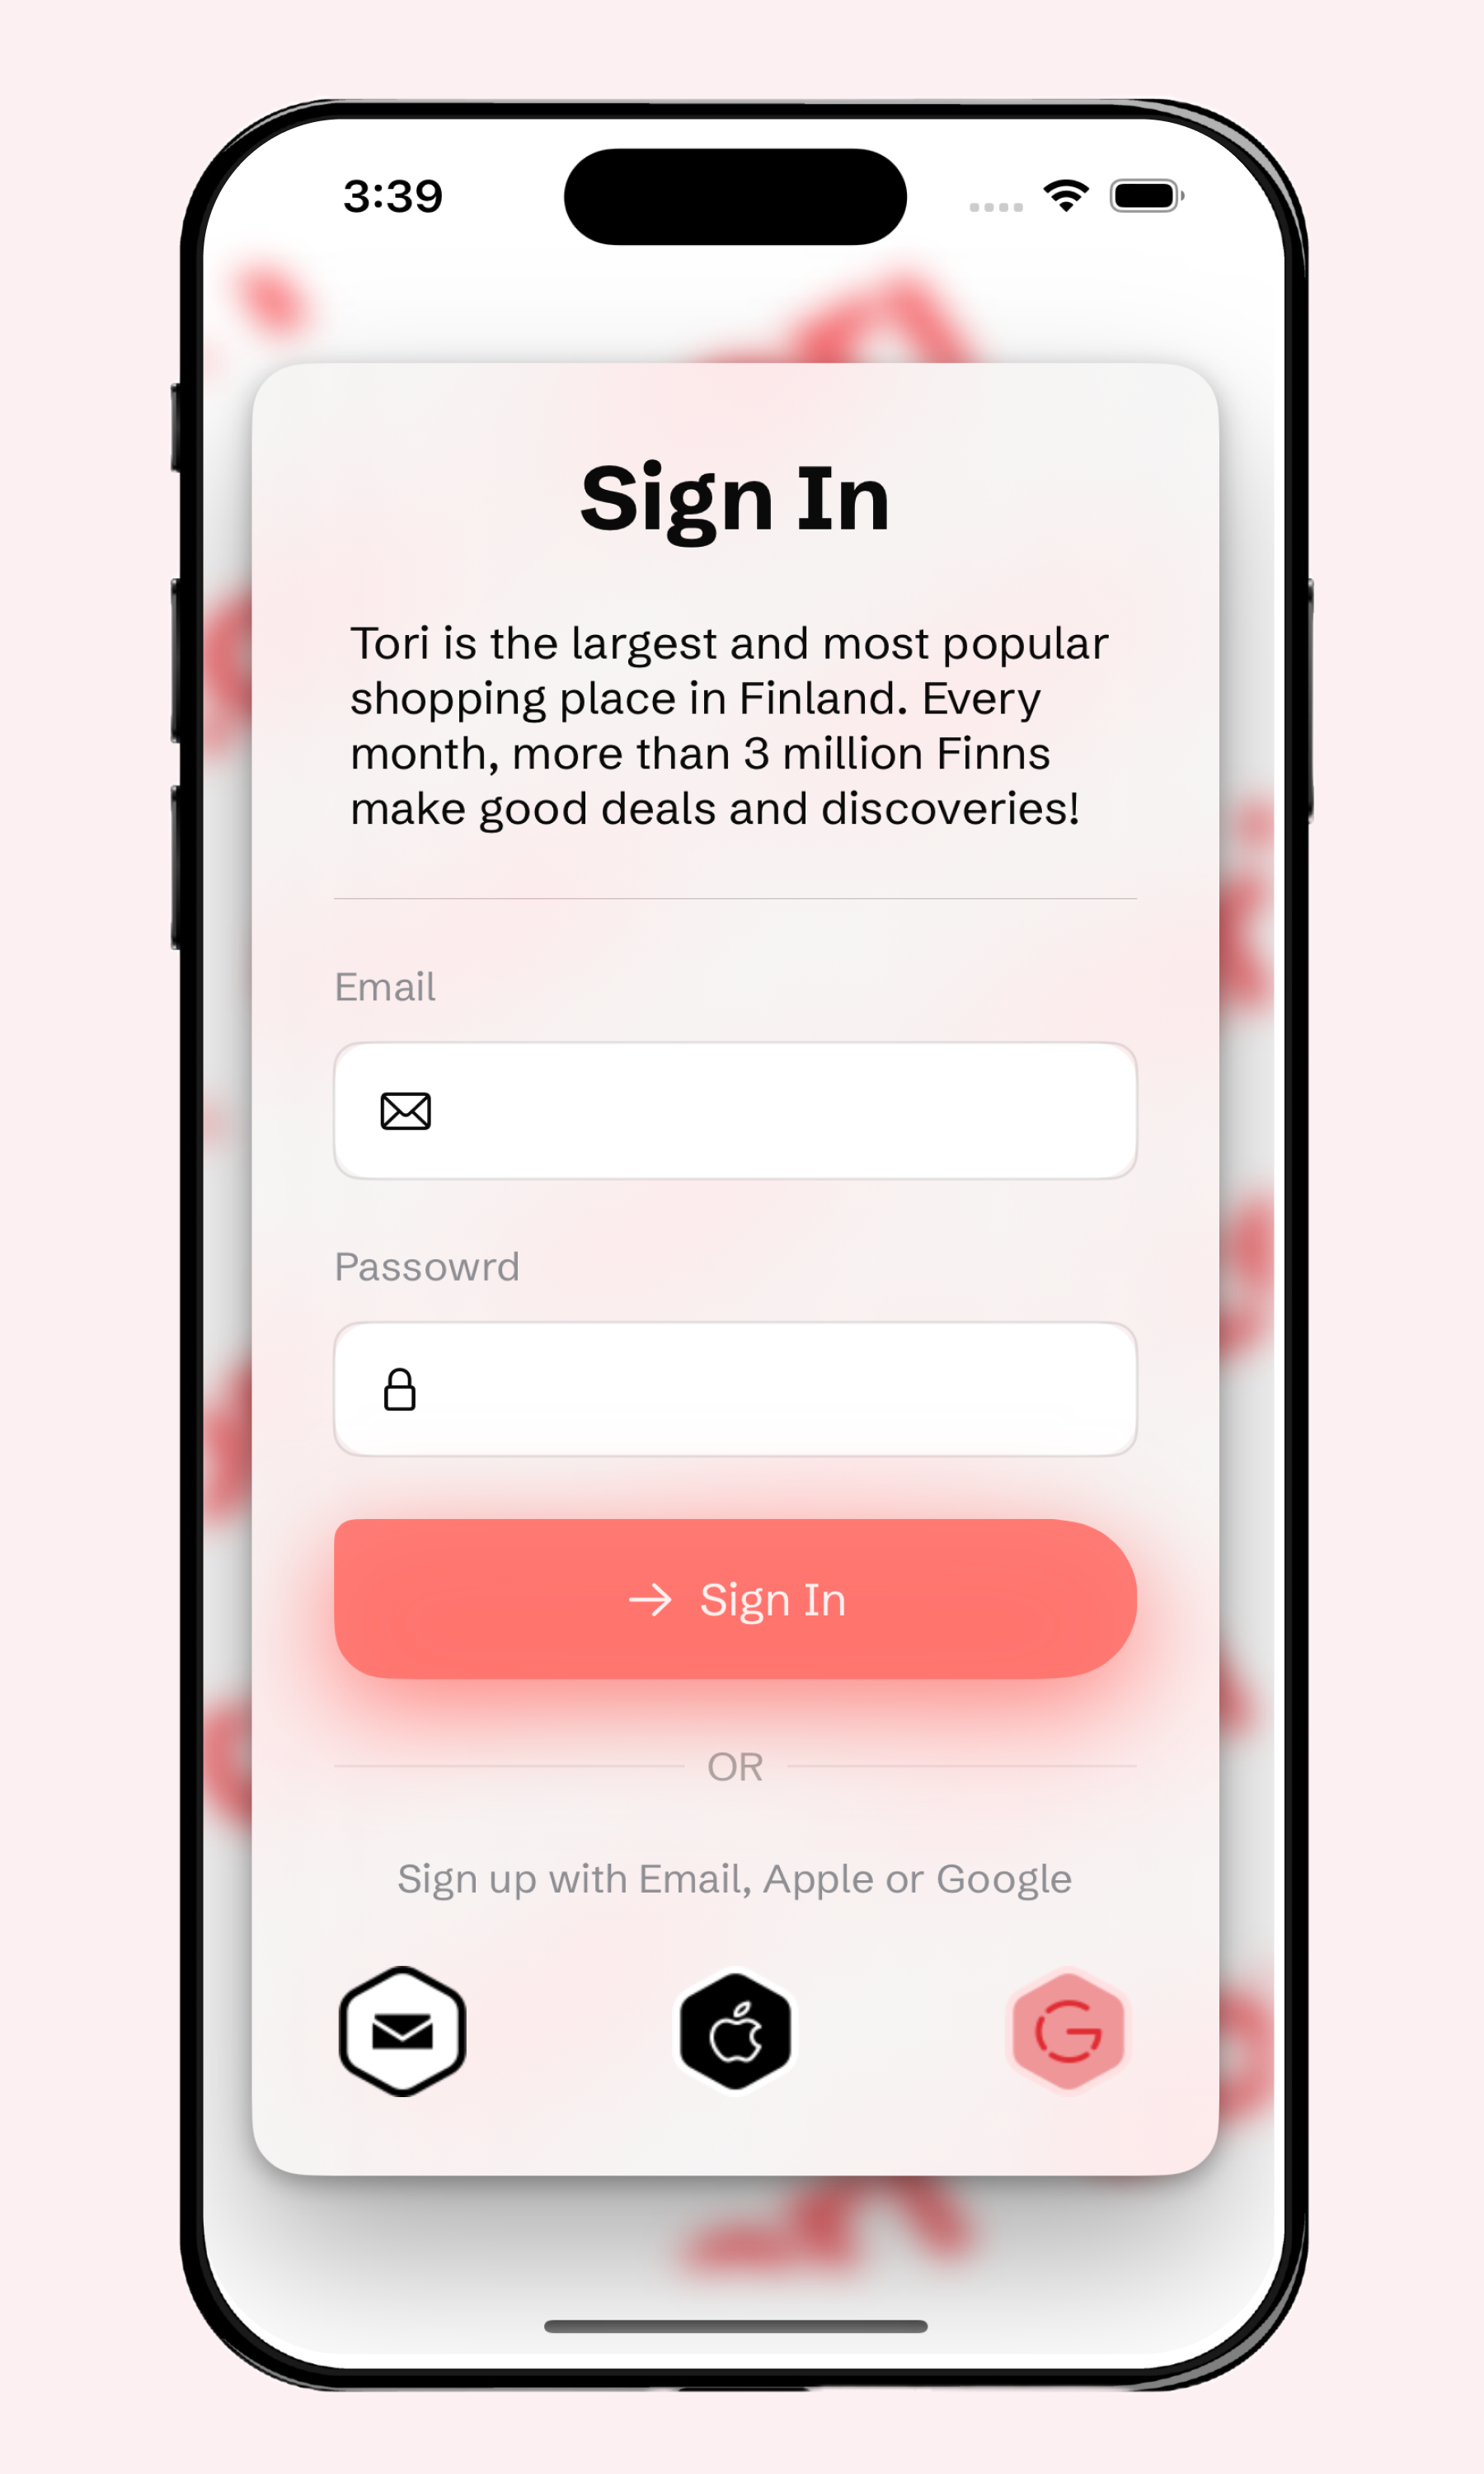 3:39
Sign In
Tori is the largest and most popular
shopping place in Finland. Every
month, more than 3 million Finns
make good deals and discoveries!
Email
Passowrd
Sign In
OR
Sign up with Email, Apple or Google
G